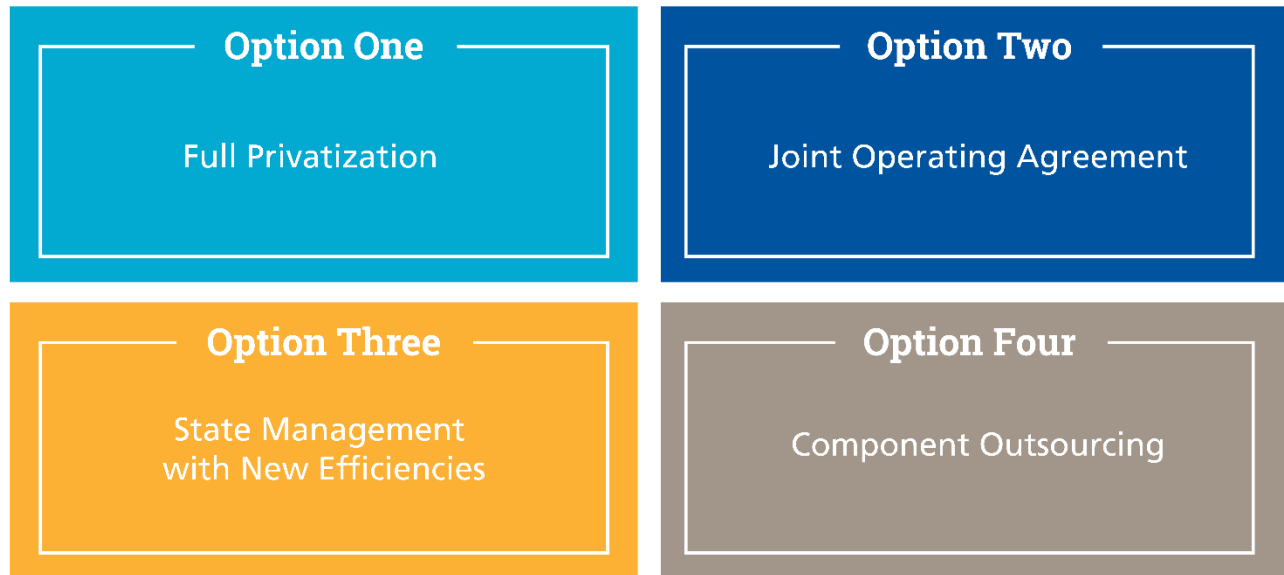 Option One
Full Privatization
Option Two
Joint Operating Agreement
Option Three
State Management
with New Efficiencies
Option Four
Component Outsourcing